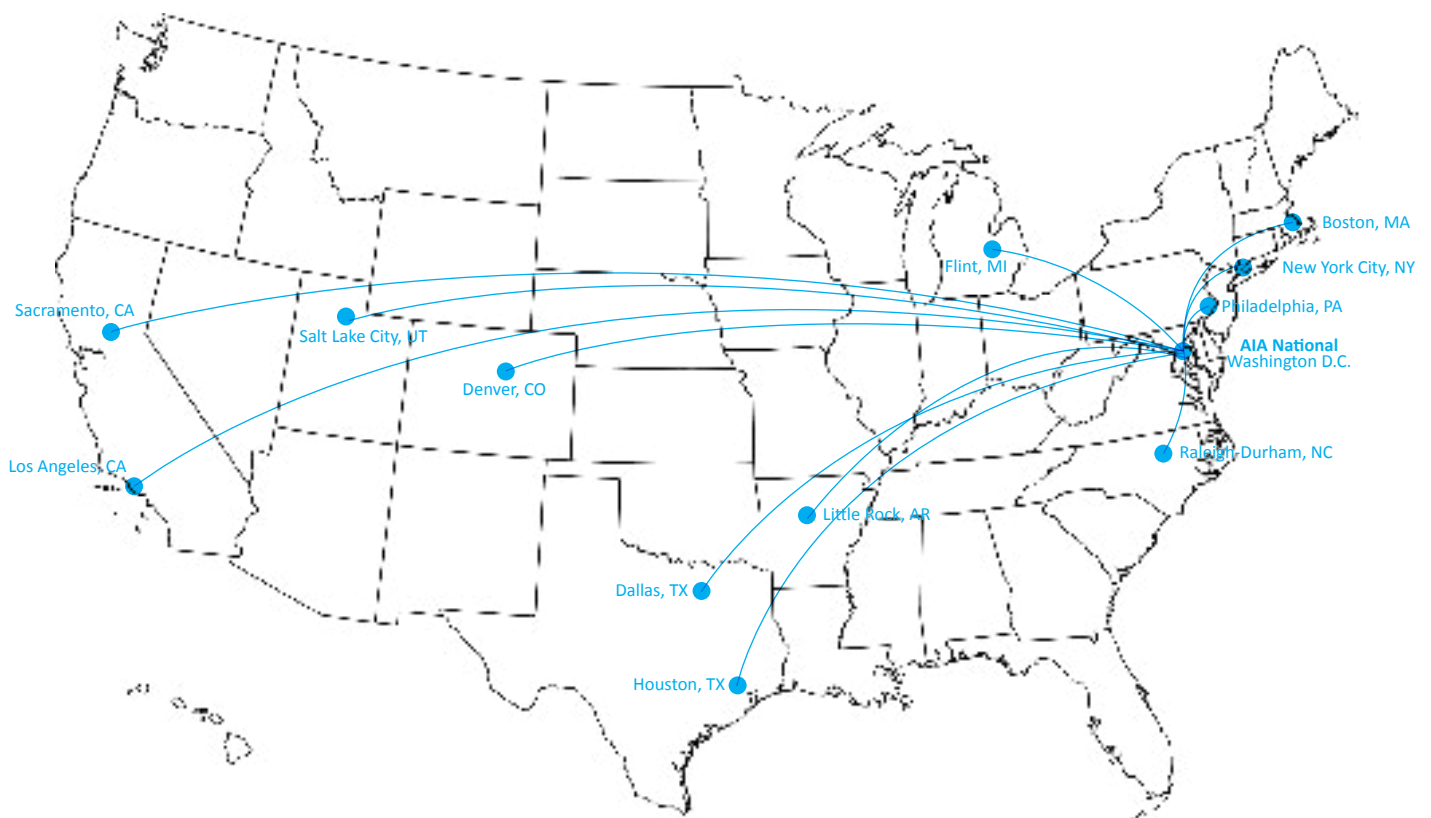 Boston, MA
Flint, MI
New York City, NY
Sacramento, CA
Philadelphia, PA
Salt Lake City, UT
AIA National
Washington D.C.
Denver, CO
Los Angeles, CA
Raleigh-Durham, NC
Little Rock, AR
Dallas, TX
Houston, TX